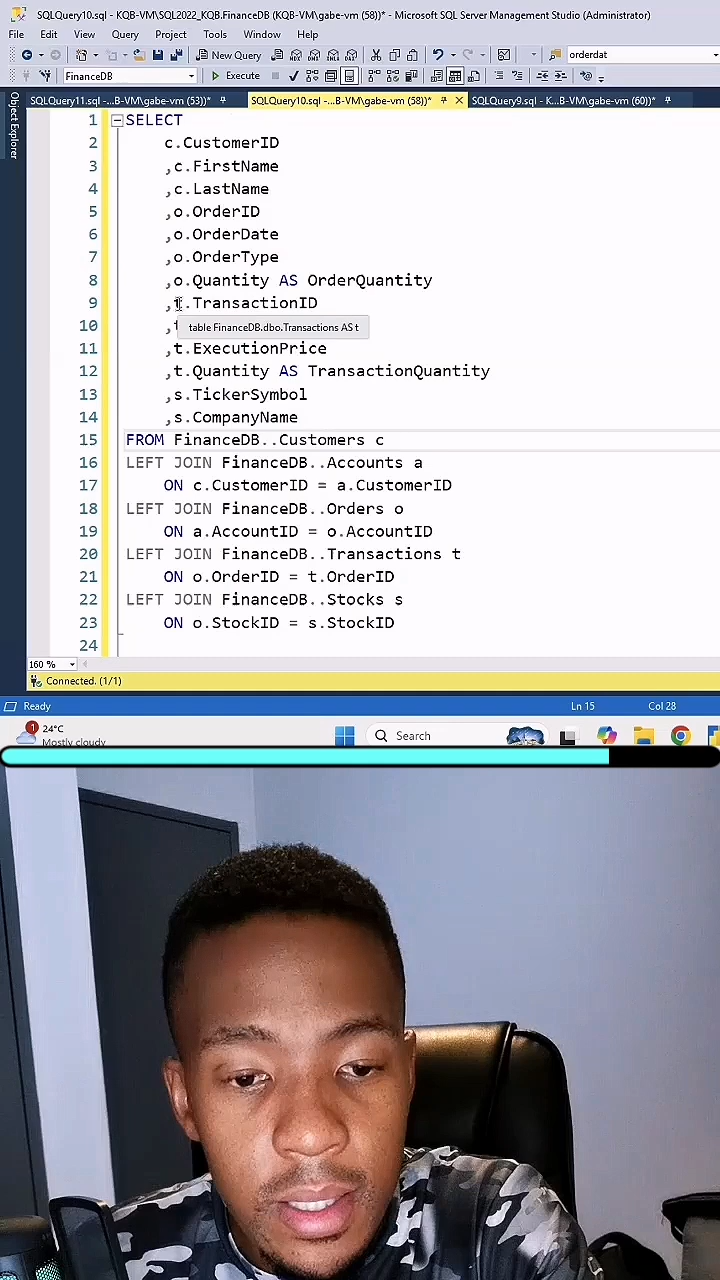 SQLQuery10.sql - KQB-VM\SQL2022_KQB.FinanceDB (KQB-VM\gabe-vm (58))* - Microsoft SQL Server Management Studio (Administrator)
File Edit View Query Project Tools Window Help
New Query MDX DMX XMLA DAX orderdat
FinanceDB Execute
SQLQuery11.sql -...B-VM\gabe-vm (53))* SQLQuery10.sql -...B-VM\gabe-vm (58))* SQLQuery9.sql - K...B-VM\gabe-vm (60))*
Object Explorer
1 SELECT
2 c.CustomerID
3 ,c.FirstName
4 ,c.LastName
5 ,o.OrderID
6 ,o.OrderDate
7 ,o.OrderType
8 ,o.Quantity AS OrderQuantity
9 ,t.TransactionID
10 ,t
table FinanceDB.dbo.Transactions AS t
11 ,t.ExecutionPrice
12 ,t.Quantity AS TransactionQuantity
13 ,s.TickerSymbol
14 ,s.CompanyName
15 FROM FinanceDB..Customers c
16 LEFT JOIN FinanceDB..Accounts a
17 ON c.CustomerID = a.CustomerID
18 LEFT JOIN FinanceDB..Orders o
19 ON a.AccountID = o.AccountID
20 LEFT JOIN FinanceDB..Transactions t
21 ON o.OrderID = t.OrderID
22 LEFT JOIN FinanceDB..Stocks s
23 ON o.StockID = s.StockID
24
160 %
Connected. (1/1)
Ready Ln 15 Col 28
1 24°C
Mostly cloudy
Search